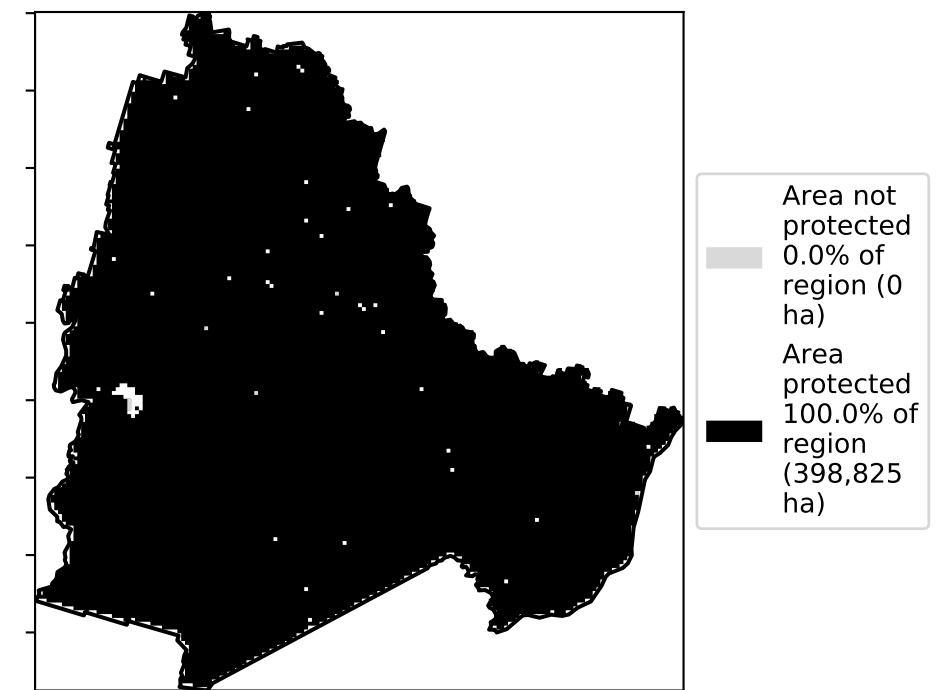 Area not
protected
0.0% of
region (0
ha)
Area
protected
100.0% of
region
(398,825
ha)